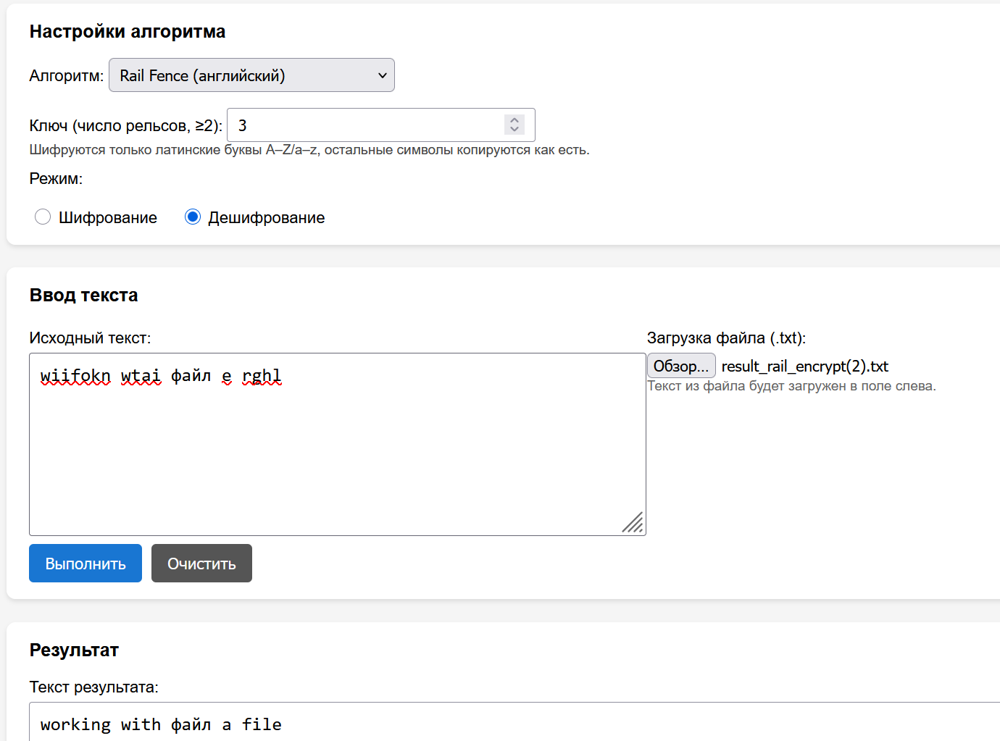 Настройки алгоритма
Алгоритм: Rail Fence (английский)
Ключ (число рельсов, ≥2): 3
Шифруются только латинские буквы A–Z/a–z, остальные символы копируются как есть.
Режим:
Шифрование Дешифрование
Ввод текста
Исходный текст:
wiifokn wtai файл e rghl
Загрузка файла (.txt):
Обзор... result_rail_encrypt(2).txt
Текст из файла будет загружен в поле слева.
Выполнить Очистить
Результат
Текст результата:
working with файл a file